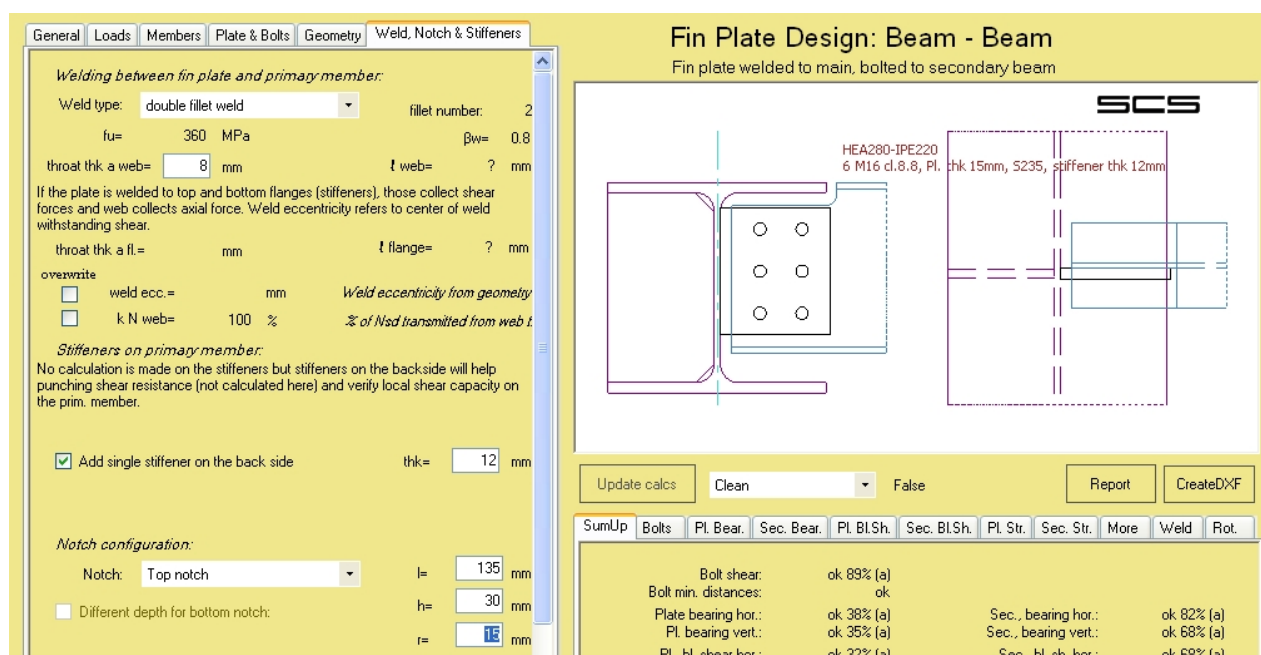 General Loads Members Plate & Bolts Geometry Weld, Notch & Stiffeners
Welding between fin plate and primary member:
Weld type: double fillet weld fillet number: 2
fu= 360 MPa βw= 0.8
throat thk a web= 8 mm ℓ web= ? mm
If the plate is welded to top and bottom flanges (stiffeners), those collect shear
forces and web collects axial force. Weld eccentricity refers to center of weld
withstanding shear.
throat thk a fl.= mm ℓ flange= ? mm
overwrite
weld ecc.= mm Weld eccentricity from geometry
k N web= 100 % % of Nsd transmitted from web
Stiffeners on primary member:
No calculation is made on the stiffeners but stiffeners on the backside will help
punching shear resistance (not calculated here) and verify local shear capacity on
the prim. member.
Add single stiffener on the back side thk= 12 mm
Notch configuration:
Notch: Top notch l= 135 mm
Different depth for bottom notch: h= 30 mm
r= 15 mm
Fin Plate Design: Beam - Beam
Fin plate welded to main, bolted to secondary beam
SCS
HEA280-IPE220
6 M16 cl.8.8, Pl. thk 15mm, S235, stiffener thk 12mm
Update calcs Clean False Report CreateDXF
SumUp Bolts Pl. Bear. Sec. Bear. Pl. Bl.Sh. Sec. Bl.Sh. Pl. Str. Sec. Str. More Weld Rot.
Bolt shear: ok 89% (a)
Bolt min. distances: ok
Plate bearing hor.: ok 38% (a) Sec., bearing hor.: ok 82% (a)
Pl. bearing vert.: ok 35% (a) Sec., bearing vert.: ok 68% (a)
Pl. bl. shear hor.: ok 32% (a) Sec., bl. sh. hor.: ok 68% (a)